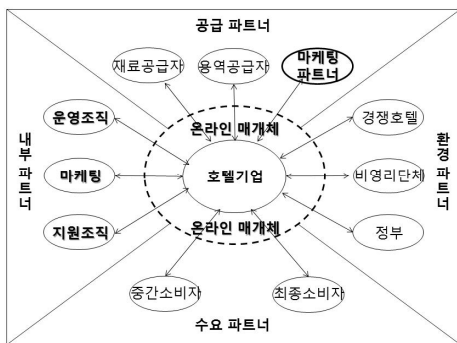 공급 파트너
재료공급자
용역공급자
마케팅
파트너
내부 파트너
운영조직
마케팅
지원조직
온라인 매개체
호텔기업
온라인 매개체
경쟁호텔
비영리단체
정부
환경 파트너
중간소비자
최종소비자
수요 파트너